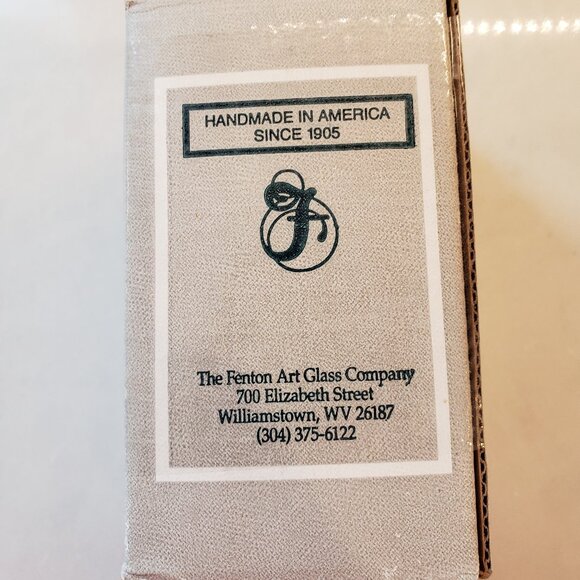 HANDMADE IN AMERICA
SINCE 1905
F
The Fenton Art Glass Company
700 Elizabeth Street
Williamstown, WV 26187
(304) 375-6122